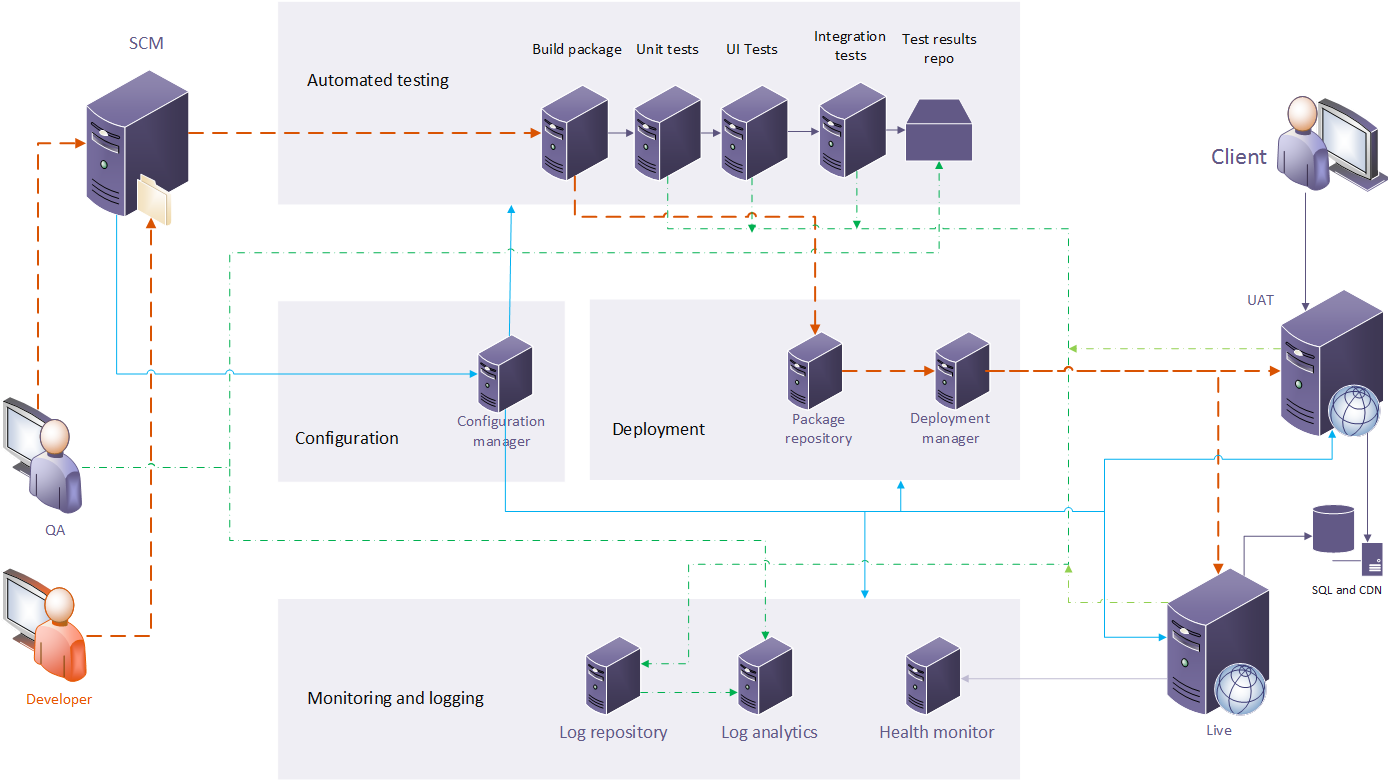 SCM
Automated testing
Build package
Unit tests
UI Tests
Integration
tests
Test results
repo
Client
UAT
Configuration
Configuration
manager
Deployment
Package
repository
Deployment
manager
QA
SQL and CDN
Developer
Monitoring and logging
Log repository
Log analytics
Health monitor
Live